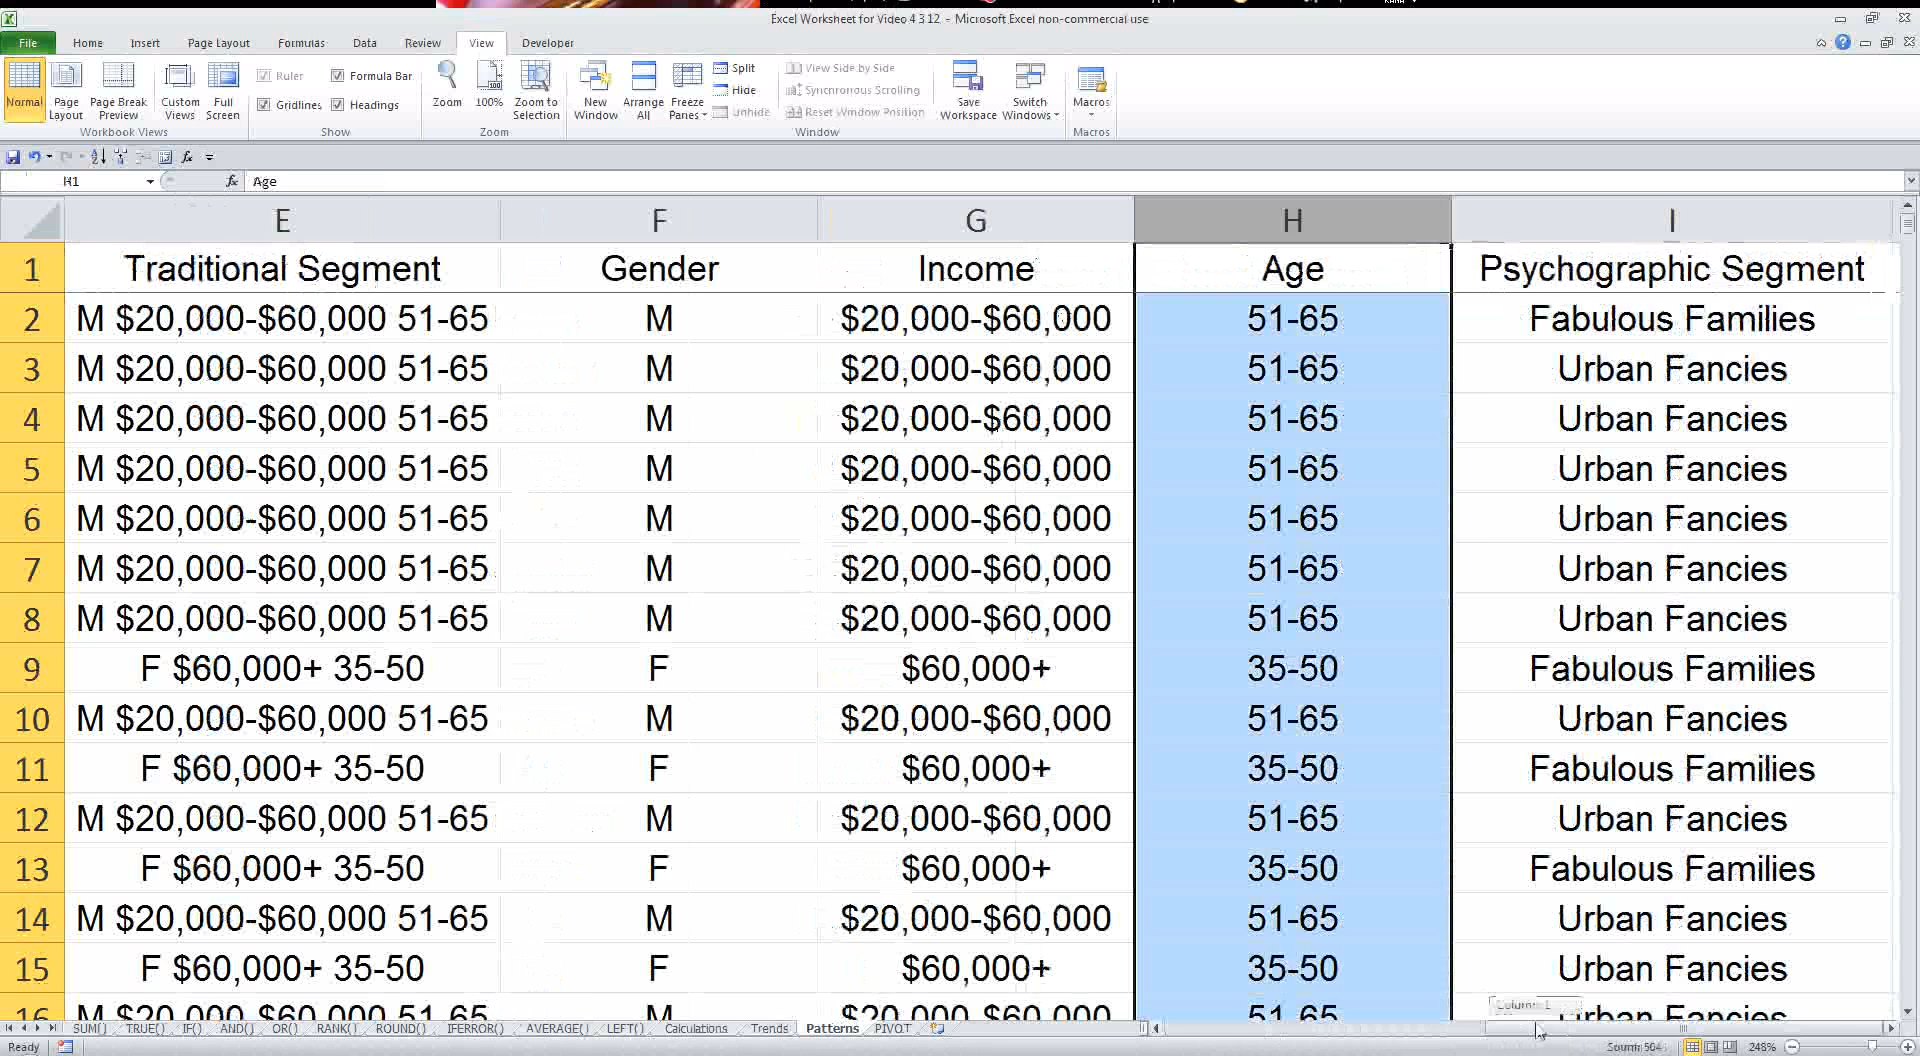 Excel Worksheet for Video 4 3 12 - Microsoft Excel non-commercial use
File Home Insert Page Layout Formulas Data Review View Developer
Normal Page Layout Page Break Preview Custom Views Full Screen
Workbook Views
Ruler Formula Bar
Gridlines Headings
Show
Zoom 100% Zoom to Selection
Zoom
New Window Arrange All Freeze Panes
Split
Hide
Unhide
View Side by Side
Synchronous Scrolling
Reset Window Position
Window
Save Workspace Switch Windows
Macros
Macros
H1 fx Age
E F G H I
1 Traditional Segment Gender Income Age Psychographic Segment
2 M $20,000-$60,000 51-65 M $20,000-$60,000 51-65 Fabulous Families
3 M $20,000-$60,000 51-65 M $20,000-$60,000 51-65 Urban Fancies
4 M $20,000-$60,000 51-65 M $20,000-$60,000 51-65 Urban Fancies
5 M $20,000-$60,000 51-65 M $20,000-$60,000 51-65 Urban Fancies
6 M $20,000-$60,000 51-65 M $20,000-$60,000 51-65 Urban Fancies
7 M $20,000-$60,000 51-65 M $20,000-$60,000 51-65 Urban Fancies
8 M $20,000-$60,000 51-65 M $20,000-$60,000 51-65 Urban Fancies
9 F $60,000+ 35-50 F $60,000+ 35-50 Fabulous Families
10 M $20,000-$60,000 51-65 M $20,000-$60,000 51-65 Urban Fancies
11 F $60,000+ 35-50 F $60,000+ 35-50 Fabulous Families
12 M $20,000-$60,000 51-65 M $20,000-$60,000 51-65 Urban Fancies
13 F $60,000+ 35-50 F $60,000+ 35-50 Fabulous Families
14 M $20,000-$60,000 51-65 M $20,000-$60,000 51-65 Urban Fancies
15 F $60,000+ 35-50 F $60,000+ 35-50 Urban Fancies
16 M $20,000-$60,000 51-65 M $20,000-$60,000 51-65 Urban Fancies
SUM() TRUE() IF() AND() OR() RANK() ROUND() IFERROR() AVERAGE() LEFT() Calculations Trends Patterns PIVOT
Ready 248%